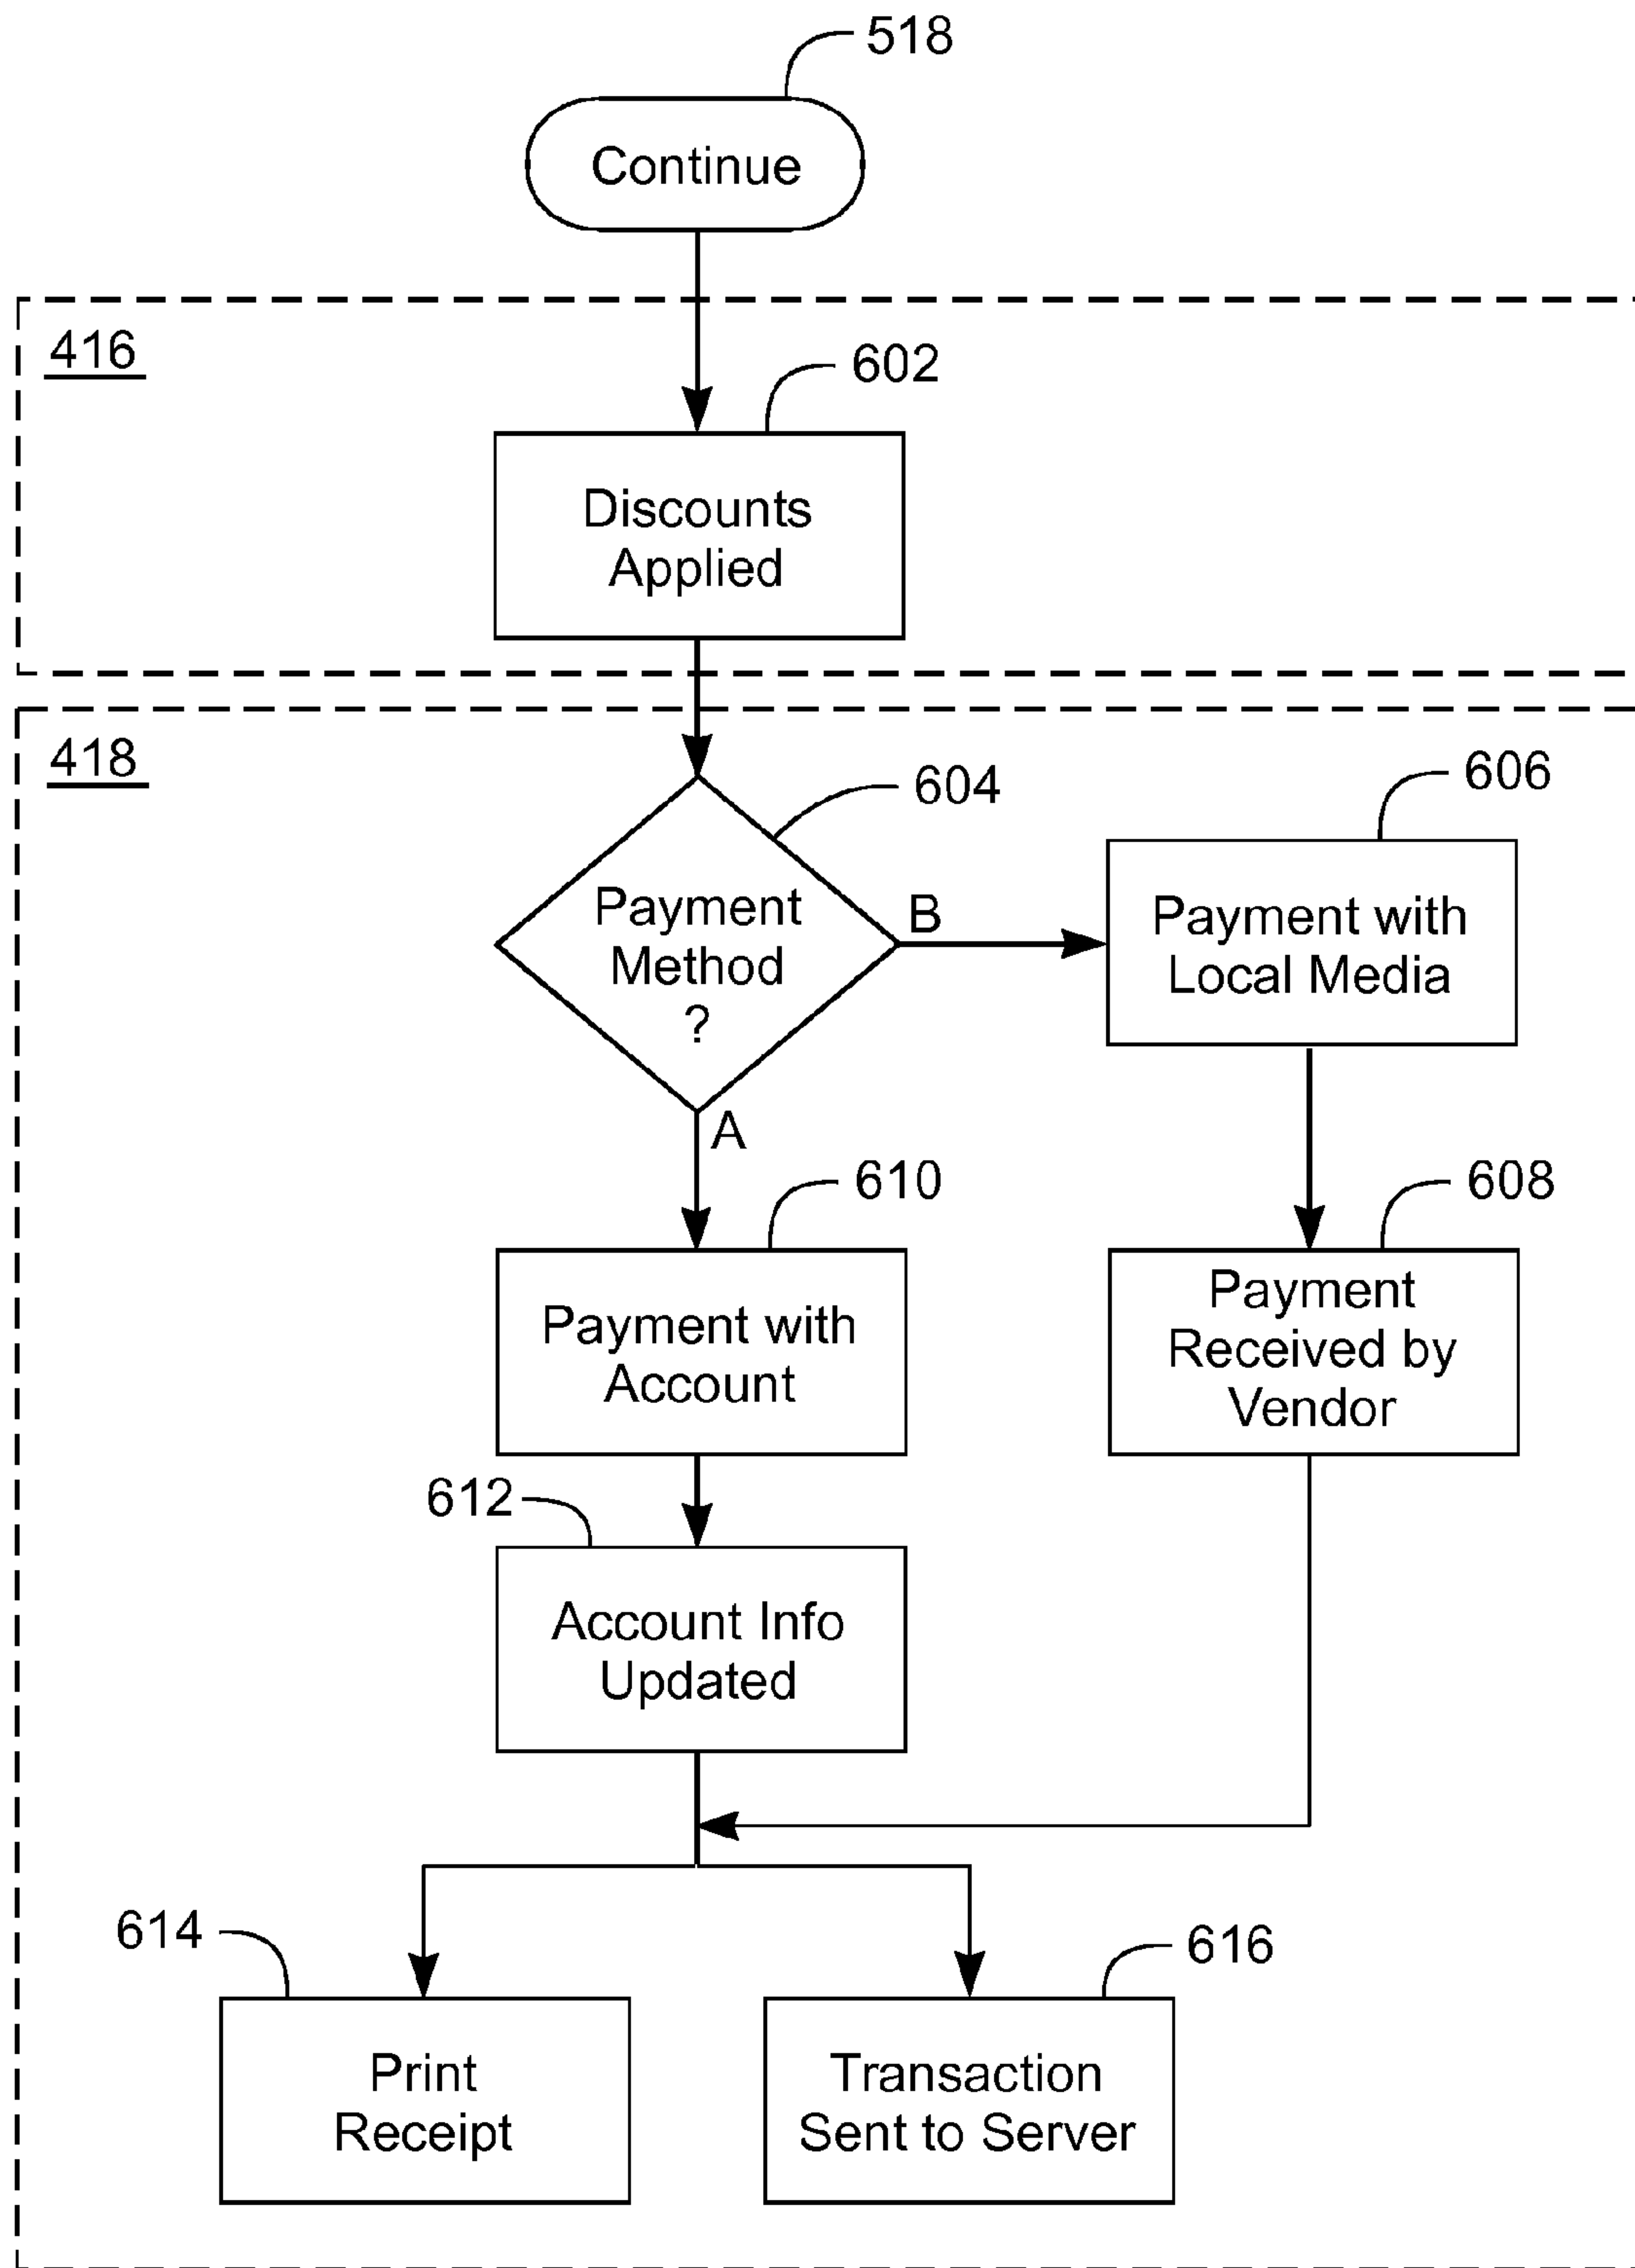 518
Continue
416
602
Discounts
Applied
418
604
606
Payment
Method
?
B
Payment with
Local Media
A
610
608
Payment with
Account
Payment
Received by
Vendor
612
Account Info
Updated
614
616
Print
Receipt
Transaction
Sent to Server